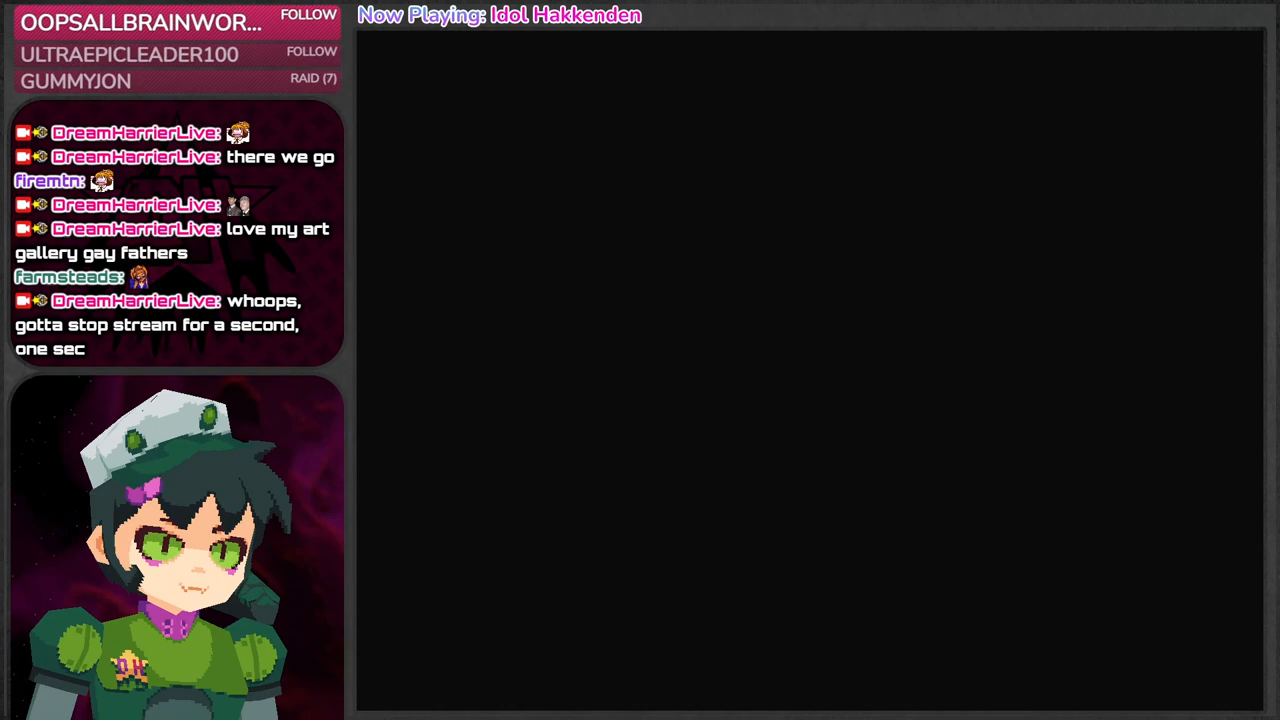 OOPSALLBRAINWOR... FOLLOW
ULTRAEPICLEADER100 FOLLOW
GUMMYJON RAID (7)
Now Playing: Idol Hakkenden
DreamHarrierLive:
DreamHarrierLive: there we go
firemtn:
DreamHarrierLive:
DreamHarrierLive: love my art
gallery gay fathers
farmsteads:
DreamHarrierLive: whoops,
gotta stop stream for a second,
one sec
DH